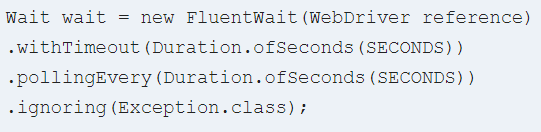 Wait wait = new FluentWait(WebDriver reference)
.withTimeout(Duration.ofSeconds(SECONDS))
.pollingEvery(Duration.ofSeconds(SECONDS))
.ignoring(Exception.class);